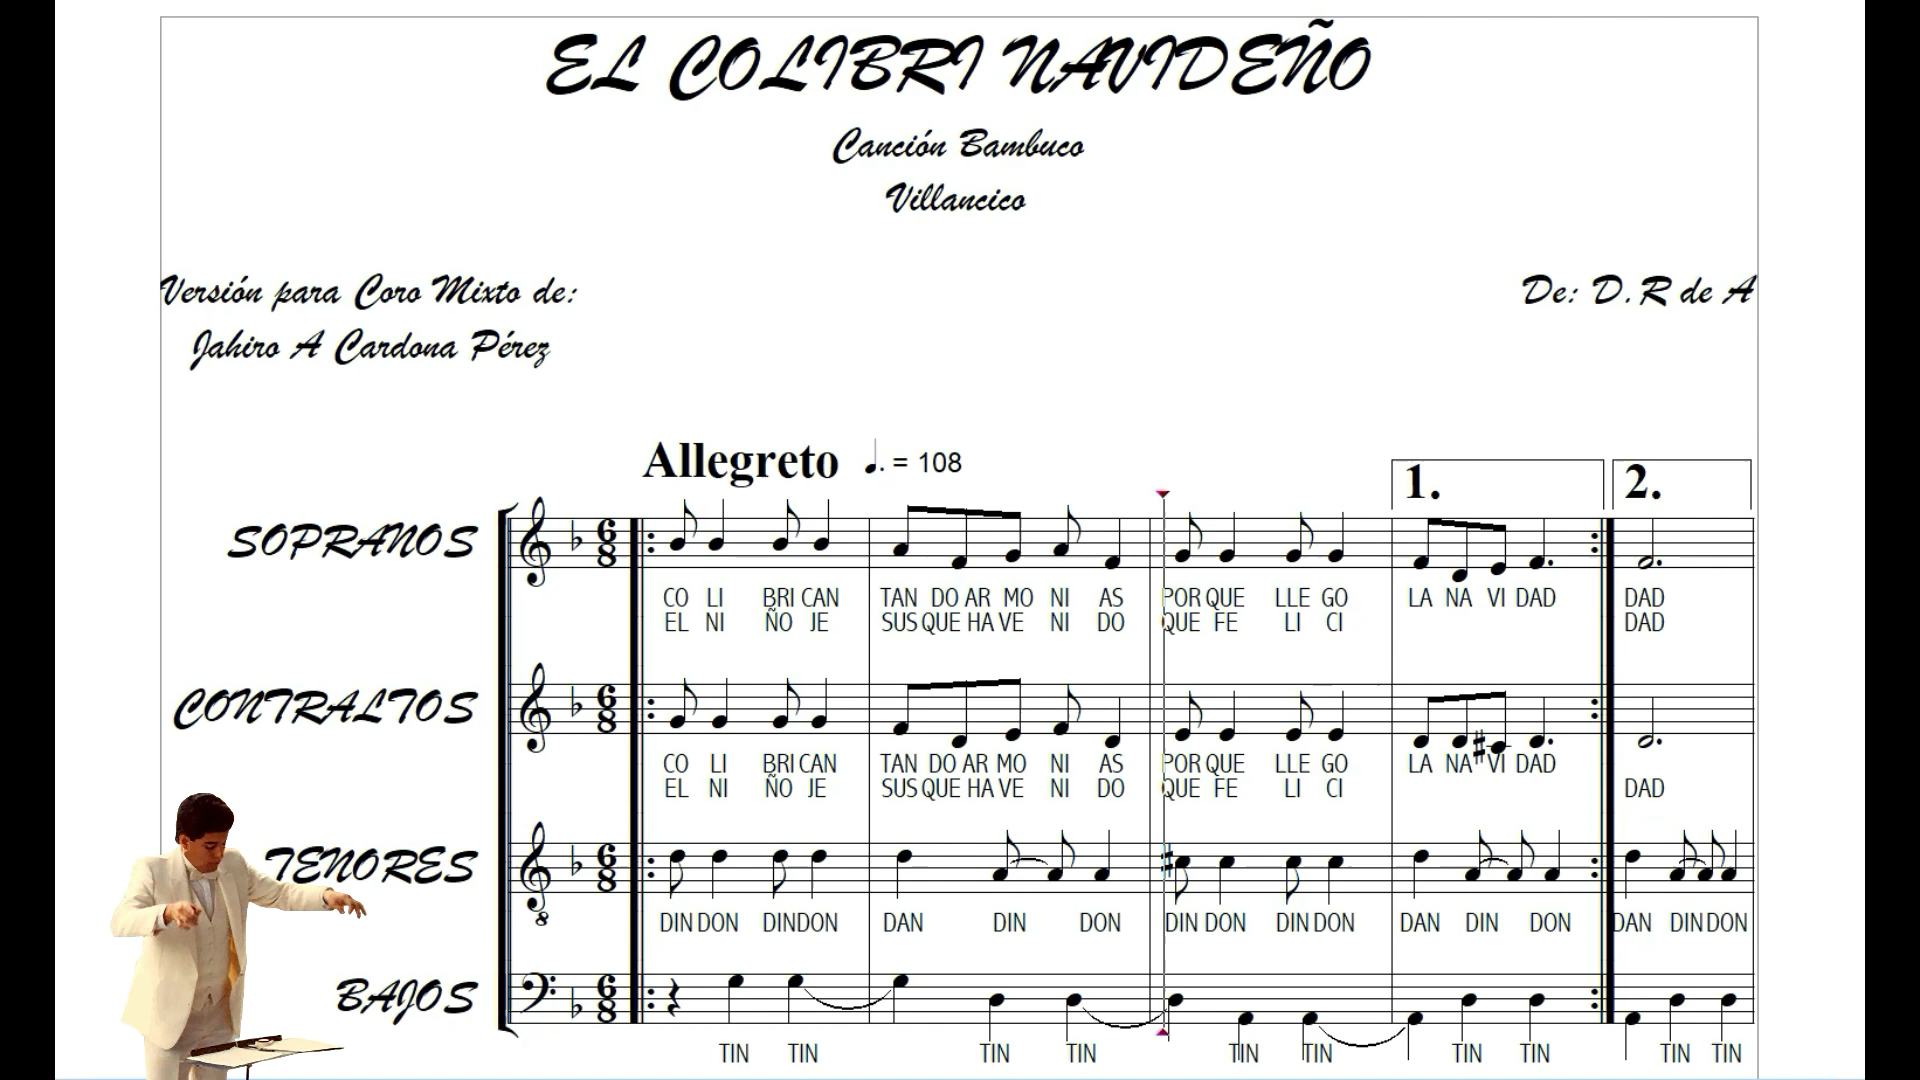 EL COLIBRI NAVIDEÑO
Canción Bambuco
Villancico
Versión para Coro Mixto de:
Jahiro A Cardona Pérez
De: D.R de A
Allegreto ♩. = 108
1.
2.
SOPRANOS
CO LI BRI CAN TAN DO AR MO NI AS POR QUE LLE GO LA NA VI DAD DAD
EL NI ÑO JE SUS QUE HA VE NI DO QUE FE LI CI DAD
CONTRALTOS
CO LI BRI CAN TAN DO AR MO NI AS POR QUE LLE GO LA NA VI DAD
EL NI ÑO JE SUS QUE HA VE NI DO QUE FE LI CI DAD
TENORES
DIN DON DIN DON DAN DIN DON DIN DON DIN DON DAN DIN DON DAN DIN DON
BAJOS
TIN TIN TIN TIN TIN TIN TIN TIN TIN TIN